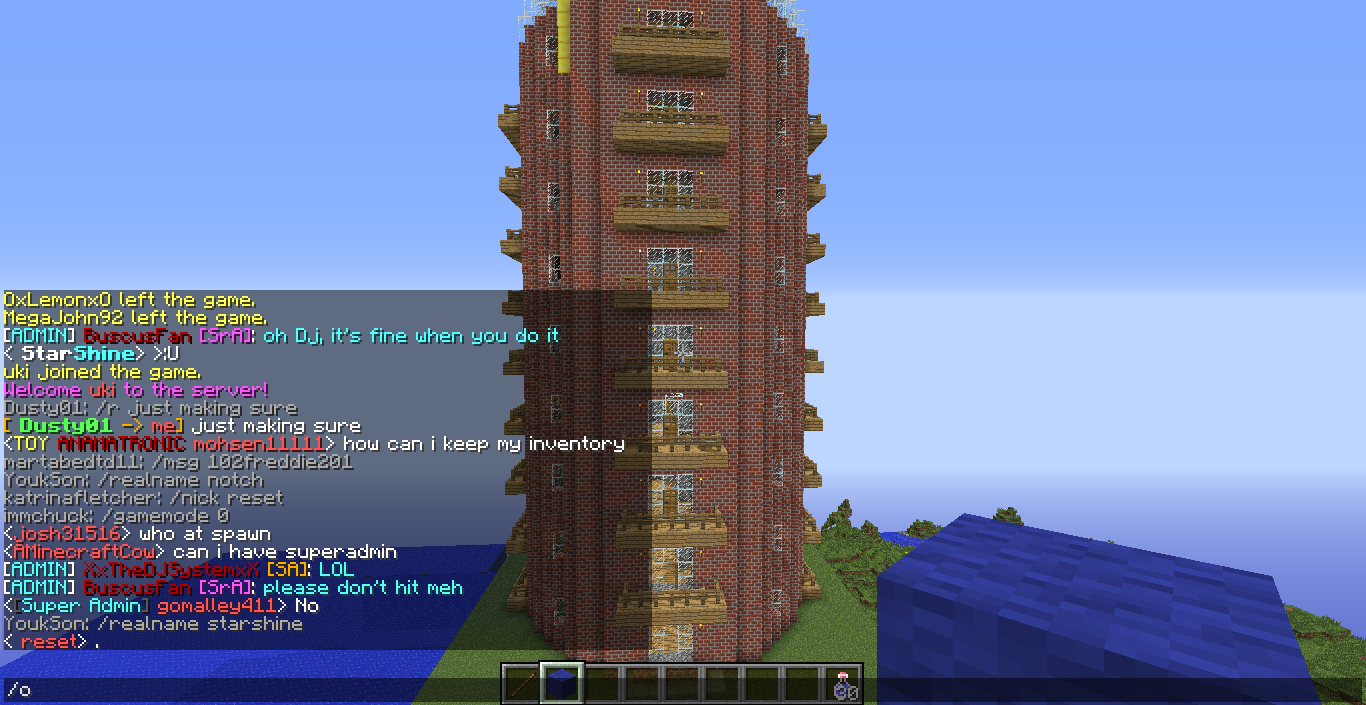 0xLemonx0 left the game.
MegaJohn92 left the game.
[ADMIN] BuscusFan [SrA]: oh Dj, it's fine when you do it
< StarShine> >:U
uki joined the game.
Welcome uki to the server!
Dusty01: /r just making sure
[ Dusty01 -> me] just making sure
<TOY ANAMATRONIC mohsen11111> how can i keep my inventory
martabedtd11: /msg 102freddie201
YoukSon: /realname notch
katrinafletcher: /nick reset
mmchuck: /gamemode 0
<josh31516> who at spawn
<AMinecraftCow> can i have superadmin
[ADMIN] XxTheDJSystemxX [SA]: LOL
[ADMIN] BuscusFan [SrA]: please don't hit meh
<[Super Admin] gomalley411> No
YoukSon: /realname starshine
< reset> .
/o
30